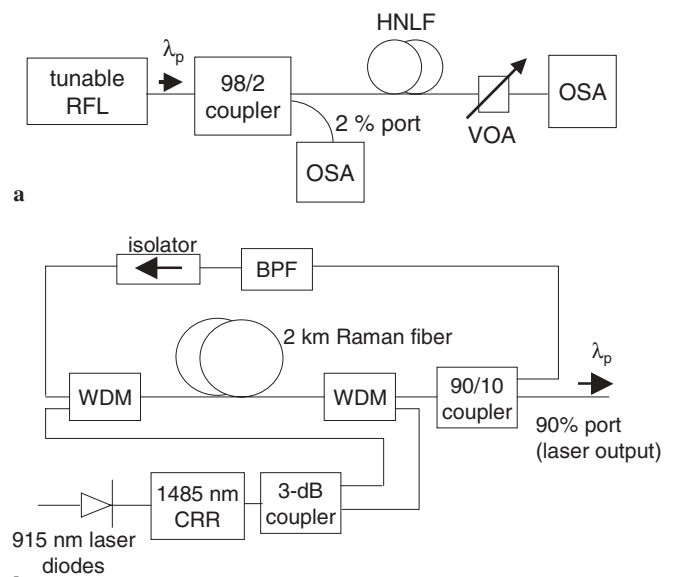 HNLF
λp
tunable
RFL
98/2
coupler
2 % port
VOA
OSA
OSA
a
isolator
BPF
2 km Raman fiber
λp
WDM
WDM
90/10
coupler
90% port
(laser output)
1485 nm
CRR
3-dB
coupler
915 nm laser
diodes